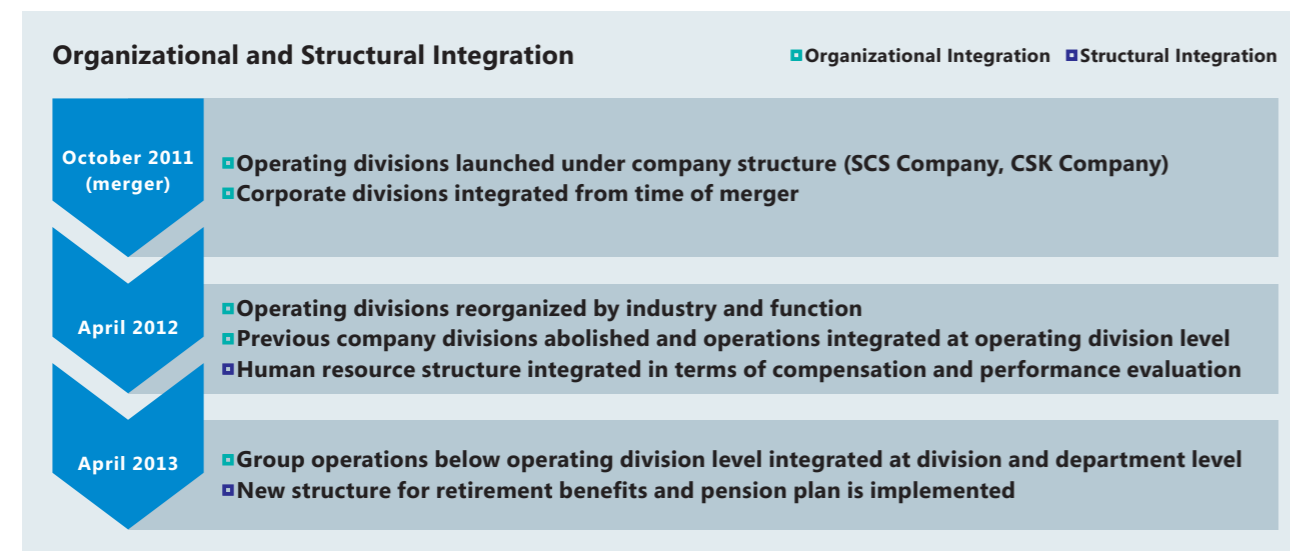 Organizational and Structural Integration
Organizational Integration Structural Integration
October 2011
(merger)
Operating divisions launched under company structure (SCS Company, CSK Company)
Corporate divisions integrated from time of merger
April 2012
Operating divisions reorganized by industry and function
Previous company divisions abolished and operations integrated at operating division level
Human resource structure integrated in terms of compensation and performance evaluation
April 2013
Group operations below operating division level integrated at division and department level
New structure for retirement benefits and pension plan is implemented